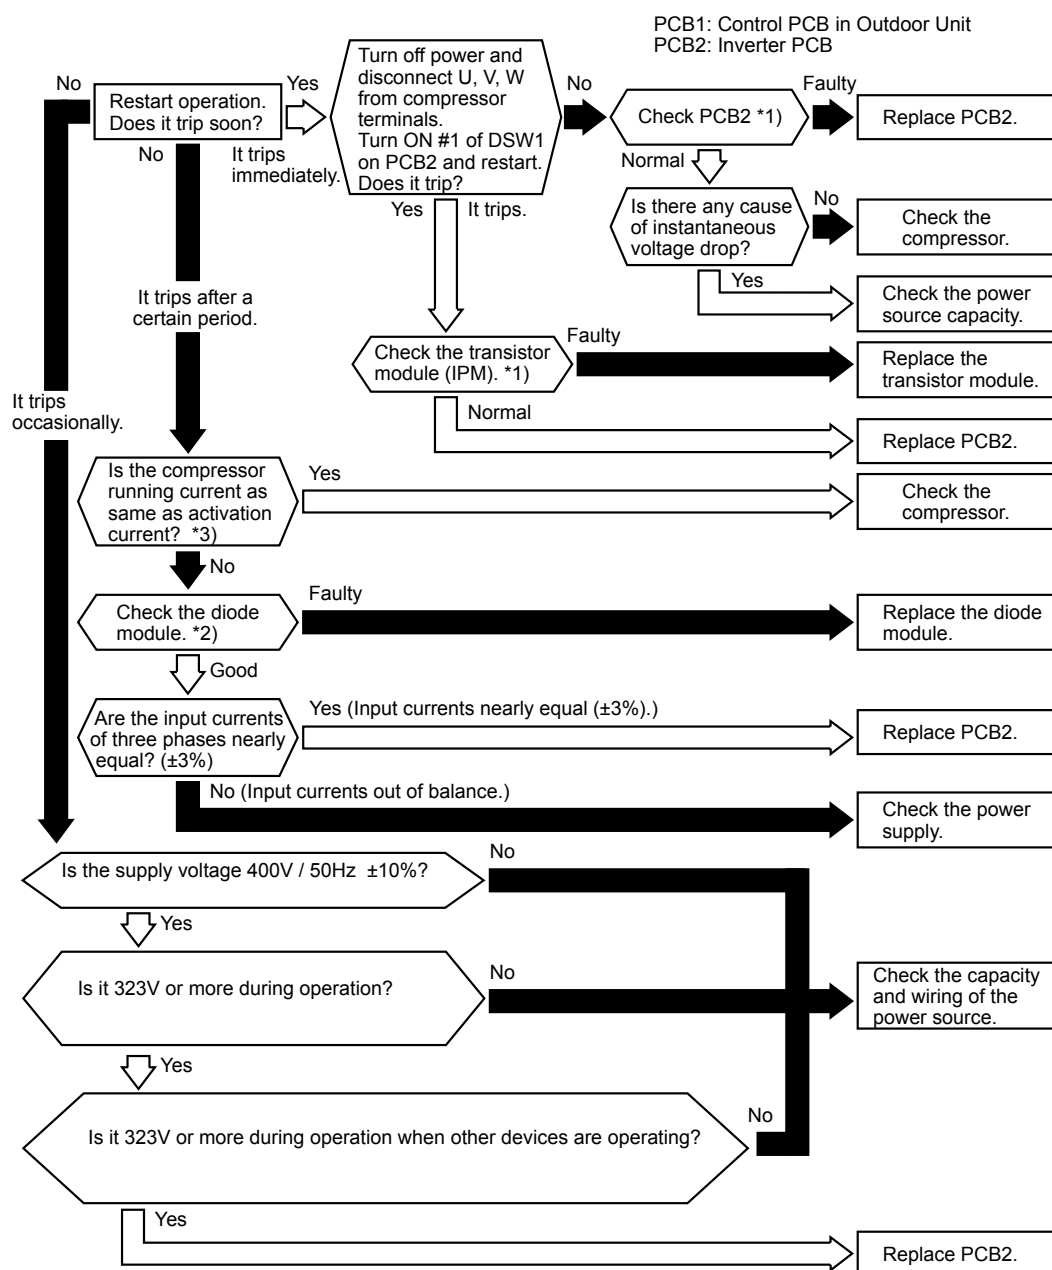 PCB1: Control PCB in Outdoor Unit
PCB2: Inverter PCB
No
Restart operation.
Does it trip soon?
Yes
It trips
immediately.
No
Turn off power and
disconnect U, V, W
from compressor
terminals.
Turn ON #1 of DSW1
on PCB2 and restart.
Does it trip?
No
Check PCB2 *1)
Faulty
Replace PCB2.
Normal
Is there any cause
of instantaneous
voltage drop?
No
Check the
compressor.
Yes
Check the power
source capacity.
Yes
It trips.
It trips after a
certain period.
Check the transistor
module (IPM). *1)
Faulty
Replace the
transistor module.
Normal
Replace PCB2.
It trips
occasionally.
Is the compressor
running current as
same as activation
current? *3)
Yes
Check the
compressor.
No
Check the diode
module. *2)
Faulty
Replace the diode
module.
Good
Are the input currents
of three phases nearly
equal? (±3%)
Yes (Input currents nearly equal (±3%).)
Replace PCB2.
No (Input currents out of balance.)
Check the power
supply.
Is the supply voltage 400V / 50Hz ±10%?
No
Yes
Is it 323V or more during operation?
No
Check the capacity
and wiring of the
power source.
Yes
Is it 323V or more during operation when other devices are operating?
No
Yes
Replace PCB2.